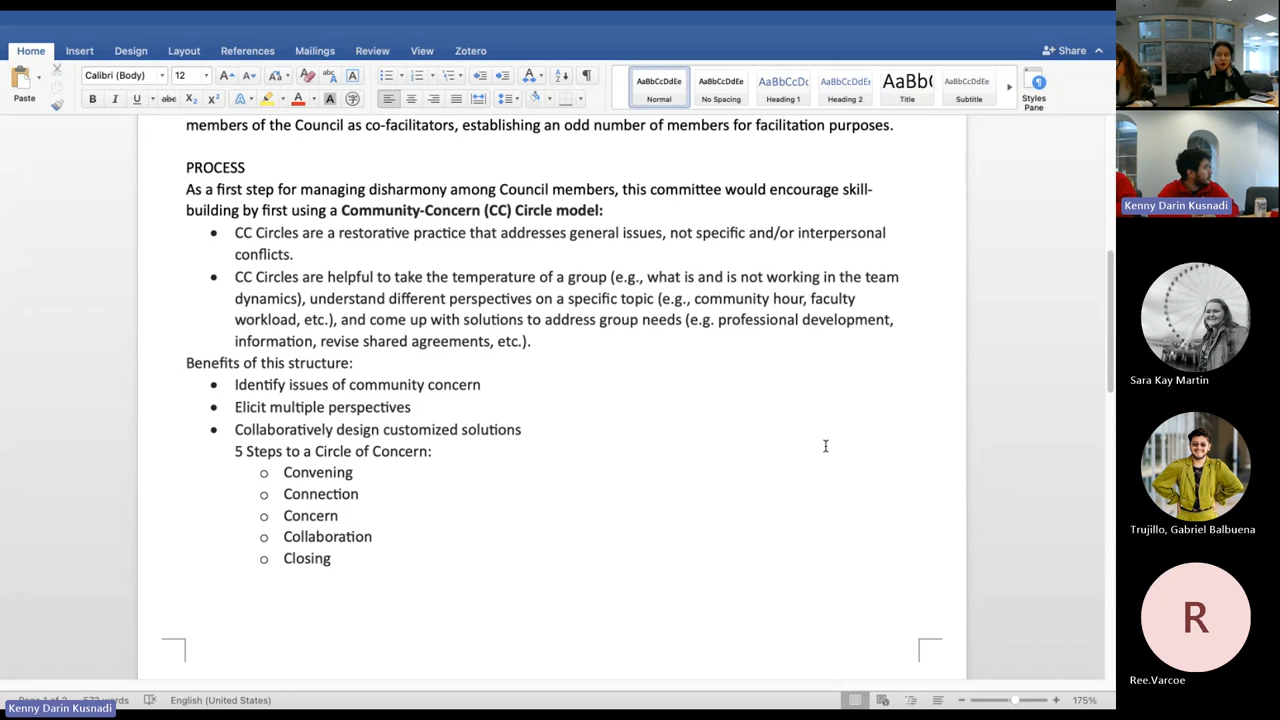 Home Insert Design Layout References Mailings Review View Zotero Share
Paste
Calibri (Body) 12
AaBbCcDdEe AaBbCcDdEe AaBbCcDc AaBbCcDdEe AaBb( AaBbCcDdEe
Normal No Spacing Heading 1 Heading 2 Title Subtitle
Styles
Pane
members of the Council as co-facilitators, establishing an odd number of members for facilitation purposes.
PROCESS
As a first step for managing disharmony among Council members, this committee would encourage skill-
building by first using a Community-Concern (CC) Circle model:
CC Circles are a restorative practice that addresses general issues, not specific and/or interpersonal
conflicts.
CC Circles are helpful to take the temperature of a group (e.g., what is and is not working in the team
dynamics), understand different perspectives on a specific topic (e.g., community hour, faculty
workload, etc.), and come up with solutions to address group needs (e.g. professional development,
information, revise shared agreements, etc.).
Benefits of this structure:
Identify issues of community concern
Elicit multiple perspectives
Collaboratively design customized solutions
5 Steps to a Circle of Concern:
Convening
Connection
Concern
Collaboration
Closing
English (United States)
175%
Kenny Darin Kusnadi
Kenny Darin Kusnadi
Sara Kay Martin
Trujillo, Gabriel Balbuena
R
Ree.Varcoe